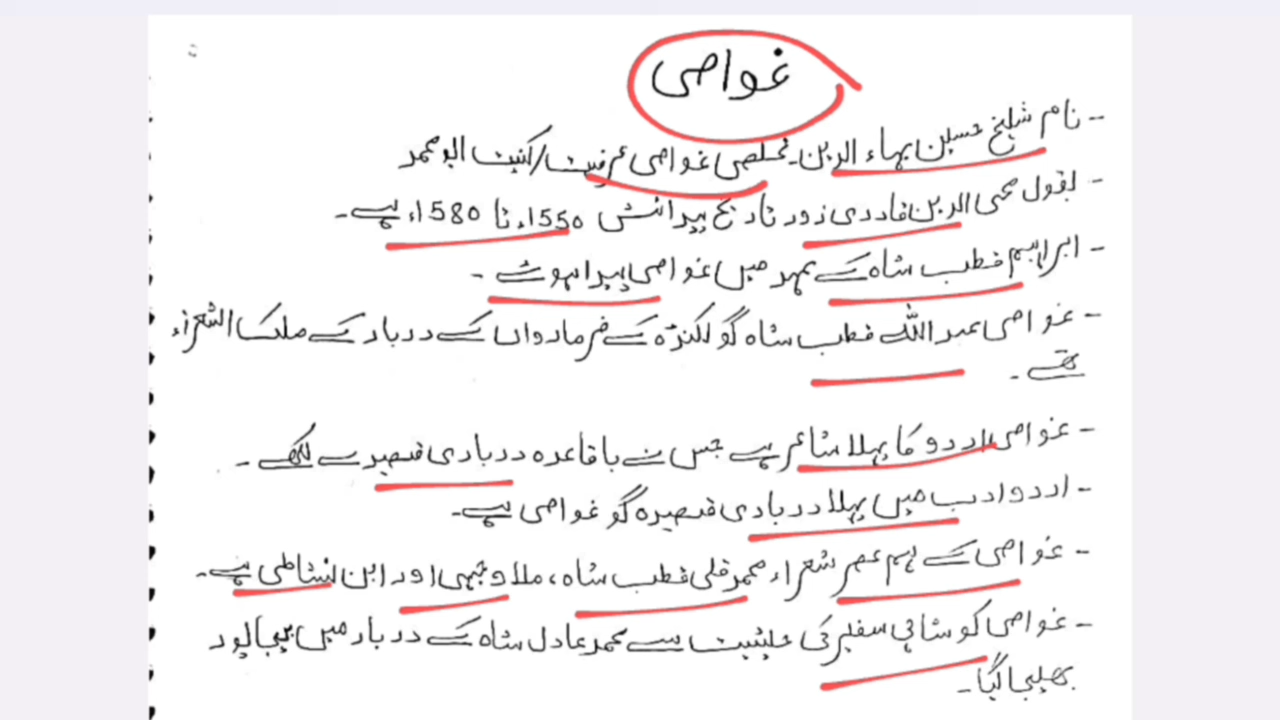 غواصی
- نام شیخ حسین بہاء الدین۔ تخلص غواصی عرفیت/کنیت ابو محمد
- بقول محی الدین قادری زور تاریخ پیدائش 1550ء تا 1580ء ہے۔
- ابراہیم قطب شاہ کے عہد میں غواصی پیدا ہوئے ۔
- غواصی عبد اللہ قطب شاہ گولکنڈہ کے فرمارواں کے دربار کے ملک الشعراء
تھے ۔
- غواصی اردو کا پہلا شاعر ہے جس نے باقاعدہ درباری قصیدے لکھے ۔
- اردو ادب میں پہلا درباری قصیدہ گو غواصی ہے۔
- غواصی کے ہم عصر شعراء محمد قلی قطب شاہ، ملا وجہی اور ابن نشاطی ہے۔
- غواصی کو شاہی سفیر کی حیثیت سے محمد عادل شاہ کے دربار میں بیجاپور
بھیجا گیا۔